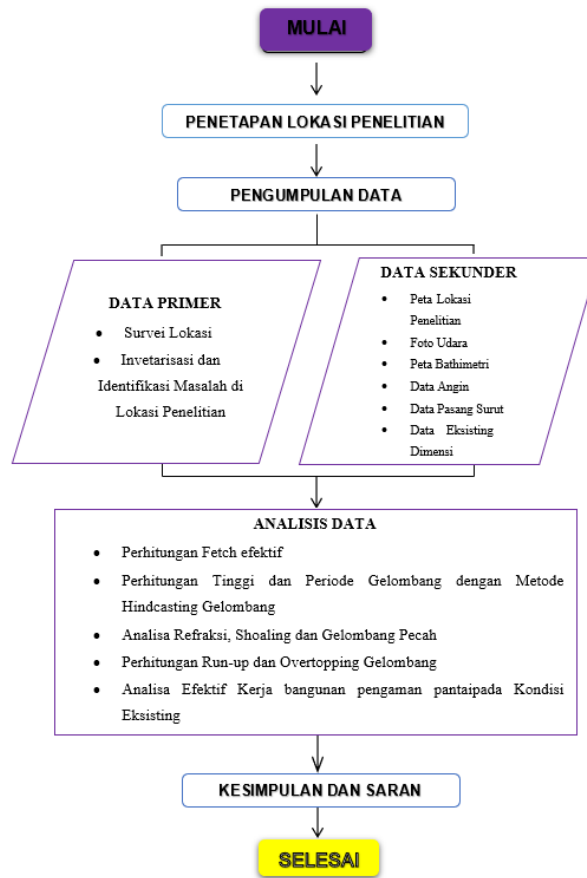 MULAI
PENETAPAN LOKASI PENELITIAN
PENGUMPULAN DATA
DATA PRIMER
• Survei Lokasi
• Invetarisasi dan
Identifikasi Masalah di
Lokasi Penelitian
DATA SEKUNDER
• Peta Lokasi
Penelitian
• Foto Udara
• Peta Bathimetri
• Data Angin
• Data Pasang Surut
• Data Eksisting
Dimensi
ANALISIS DATA
• Perhitungan Fetch efektif
• Perhitungan Tinggi dan Periode Gelombang dengan Metode
Hindcasting Gelombang
• Analisa Refraksi, Shoaling dan Gelombang Pecah
• Perhitungan Run-up dan Overtopping Gelombang
• Analisa Efektif Kerja bangunan pengaman pantaipada Kondisi
Eksisting
KESIMPULAN DAN SARAN
SELESAI